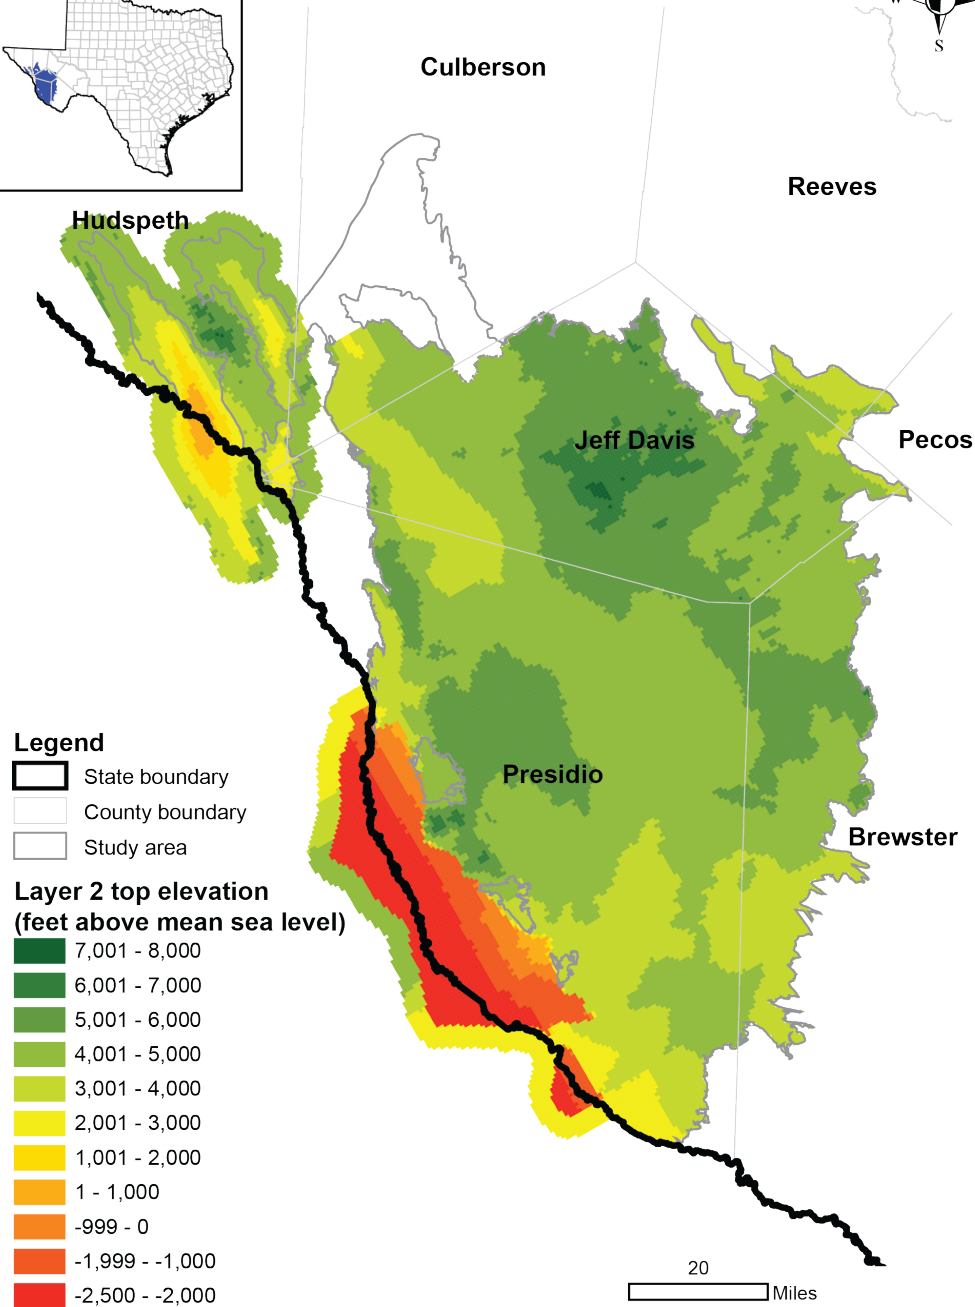 W
S
Culberson
Reeves
Hudspeth
Jeff Davis
Pecos
Presidio
Brewster
Legend
State boundary
County boundary
Study area
Layer 2 top elevation
(feet above mean sea level)
7,001 - 8,000
6,001 - 7,000
5,001 - 6,000
4,001 - 5,000
3,001 - 4,000
2,001 - 3,000
1,001 - 2,000
1 - 1,000
-999 - 0
-1,999 - -1,000
-2,500 - -2,000
20
Miles